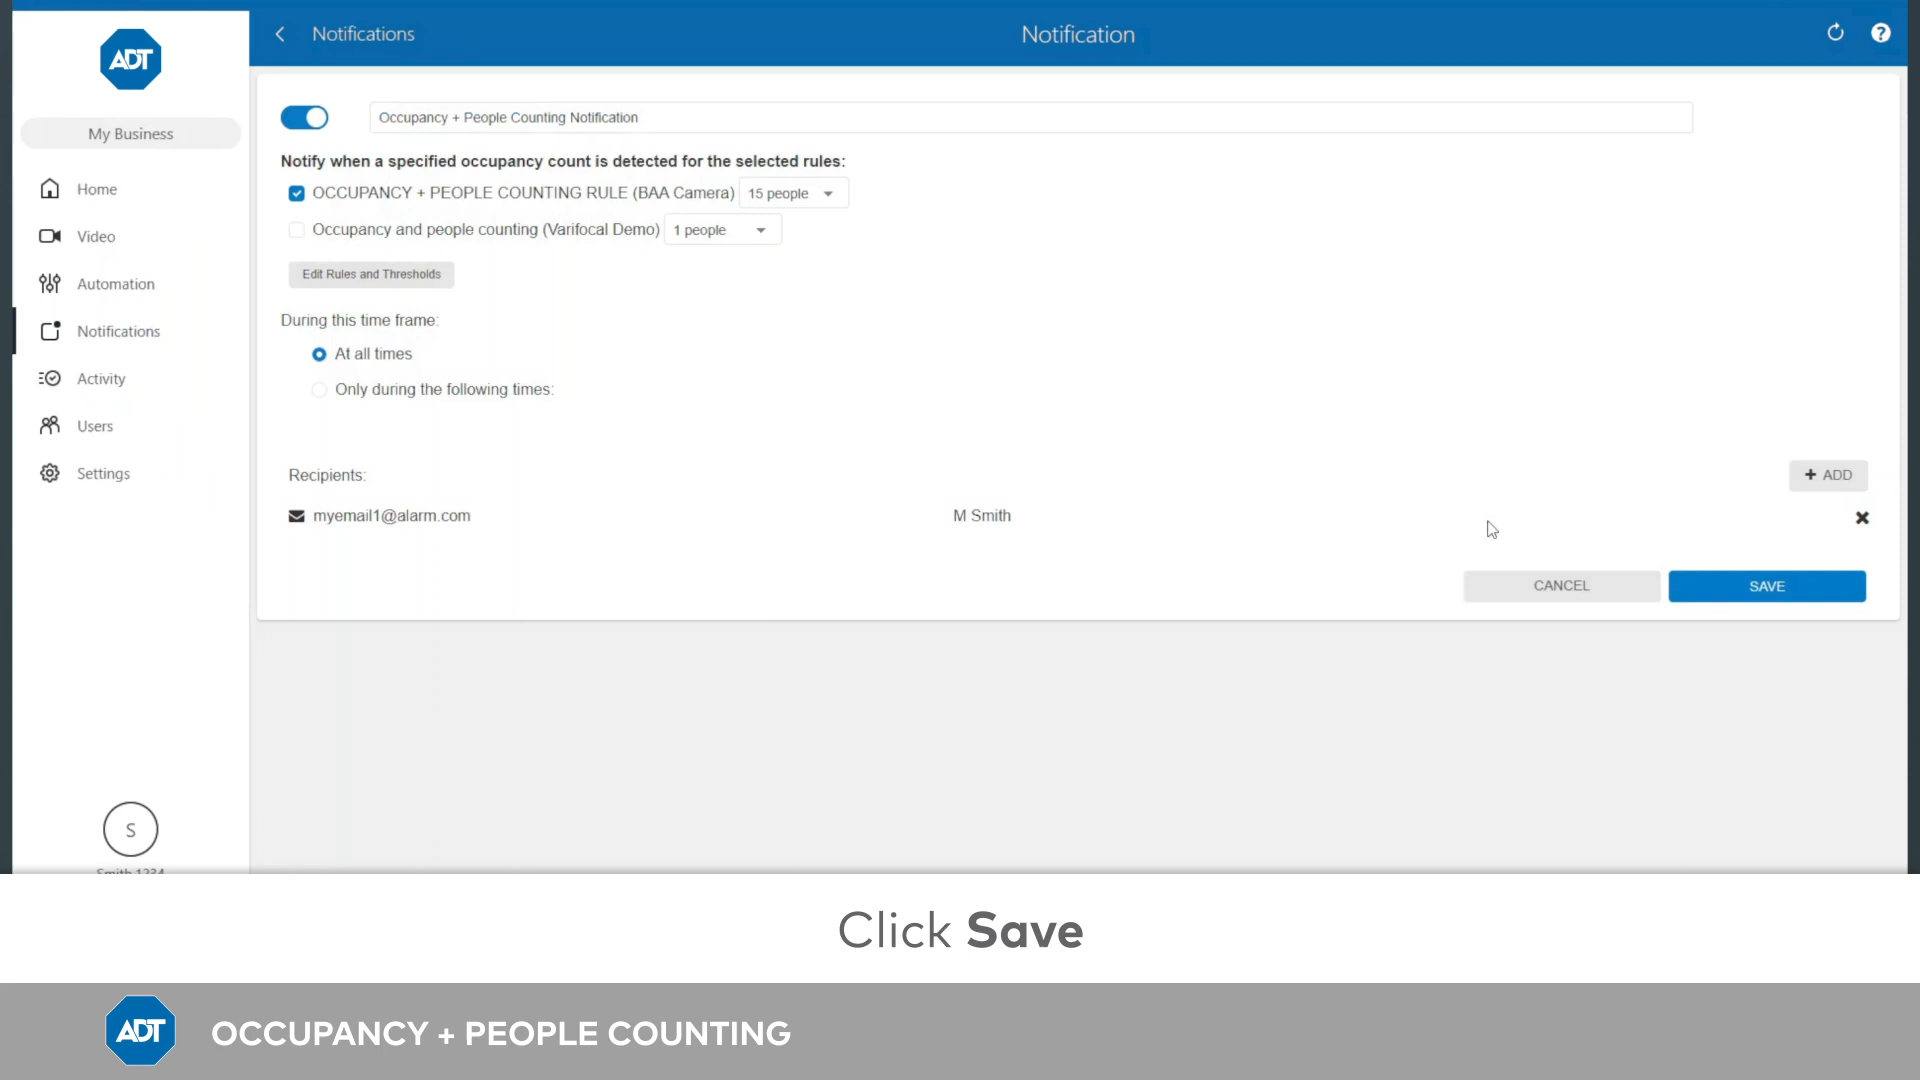 ADT
Notifications
Notification
?
My Business
Occupancy + People Counting Notification
Home
Notify when a specified occupancy count is detected for the selected rules:
OCCUPANCY + PEOPLE COUNTING RULE (BAA Camera) 15 people
Video
Occupancy and people counting (Varifocal Demo) 1 people
Automation
Edit Rules and Thresholds
Notifications
During this time frame:
At all times
Activity
Only during the following times:
Users
Settings
Recipients:
+ ADD
myemail1@alarm.com
M Smith
CANCEL
SAVE
S
Smith 1234
Click Save
ADT
OCCUPANCY + PEOPLE COUNTING